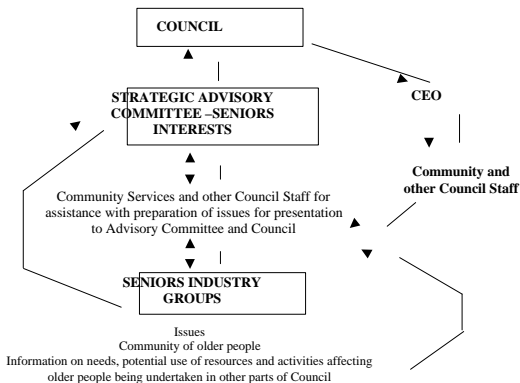 COUNCIL
STRATEGIC ADVISORY
COMMITTEE –SENIORS
INTERESTS
CEO
Community and
other Council Staff
Community Services and other Council Staff for
assistance with preparation of issues for presentation
to Advisory Committee and Council
SENIORS INDUSTRY
GROUPS
Issues
Community of older people
Information on needs, potential use of resources and activities affecting
older people being undertaken in other parts of Council